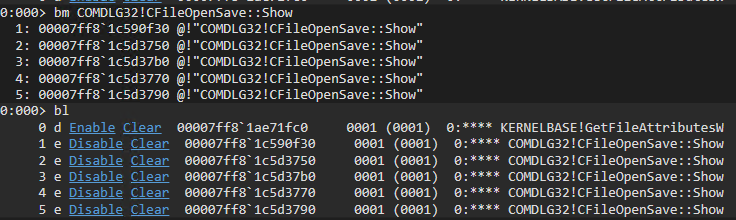 0:000> bm COMDLG32!CFileOpenSave::Show
1: 00007ff8`1c590f30 @!"COMDLG32!CFileOpenSave::Show"
2: 00007ff8`1c5d3750 @!"COMDLG32!CFileOpenSave::Show"
3: 00007ff8`1c5d37b0 @!"COMDLG32!CFileOpenSave::Show"
4: 00007ff8`1c5d3770 @!"COMDLG32!CFileOpenSave::Show"
5: 00007ff8`1c5d3790 @!"COMDLG32!CFileOpenSave::Show"
0:000> bl
0 d Enable Clear 00007ff8`1ae71fc0 0001 (0001) 0:**** KERNELBASE!GetFileAttributesW
1 e Disable Clear 00007ff8`1c590f30 0001 (0001) 0:**** COMDLG32!CFileOpenSave::Show
2 e Disable Clear 00007ff8`1c5d3750 0001 (0001) 0:**** COMDLG32!CFileOpenSave::Show
3 e Disable Clear 00007ff8`1c5d37b0 0001 (0001) 0:**** COMDLG32!CFileOpenSave::Show
4 e Disable Clear 00007ff8`1c5d3770 0001 (0001) 0:**** COMDLG32!CFileOpenSave::Show
5 e Disable Clear 00007ff8`1c5d3790 0001 (0001) 0:**** COMDLG32!CFileOpenSave::Show